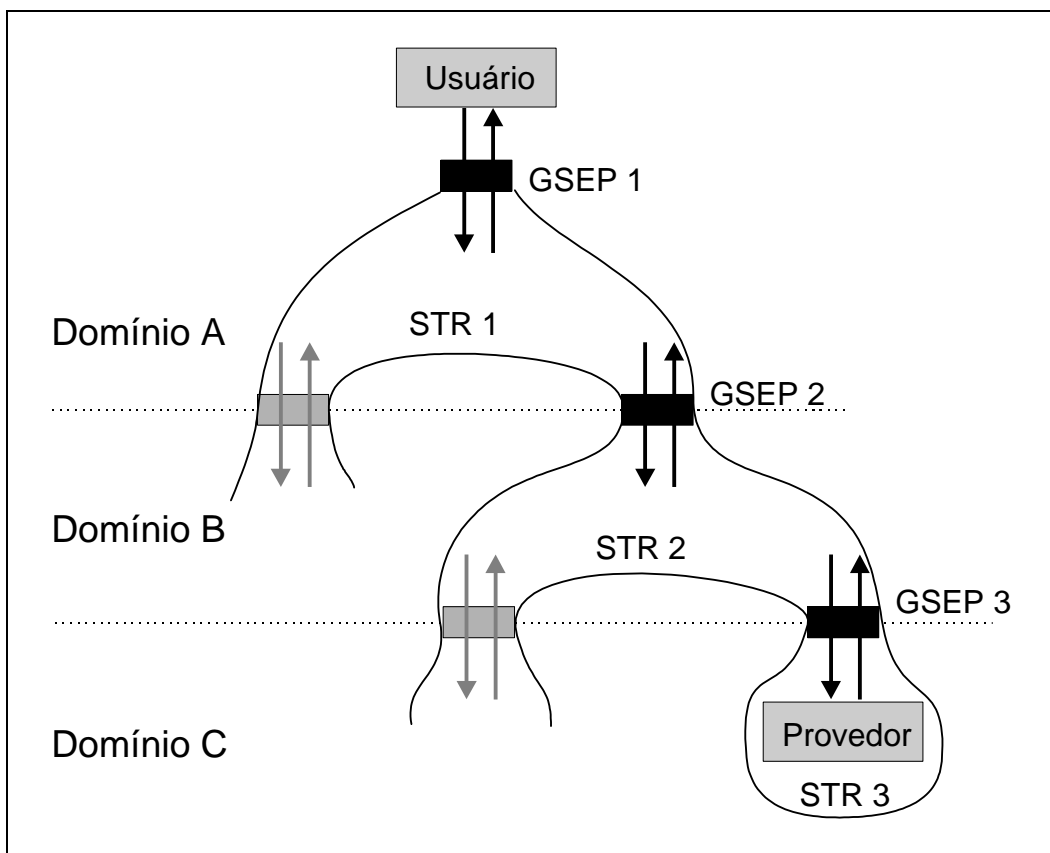 Usuário
GSEP 1
STR 1
Domínio A
GSEP 2
Domínio B
STR 2
GSEP 3
Domínio C
Provedor
STR 3